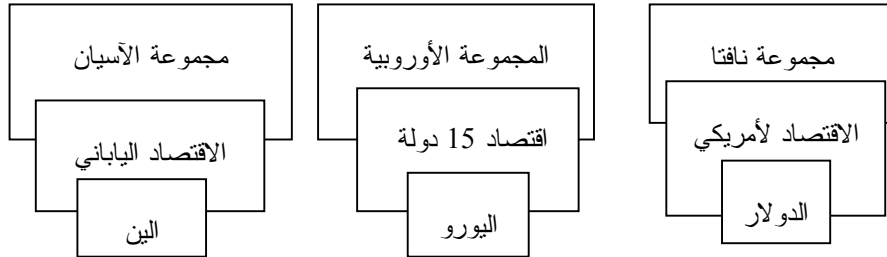 مجموعة نافتا
الاقتصاد لأمريكي
الدولار
المجموعة الأوروبية
اقتصاد 15 دولة
اليورو
مجموعة الآسيان
الاقتصاد الياباني
الين